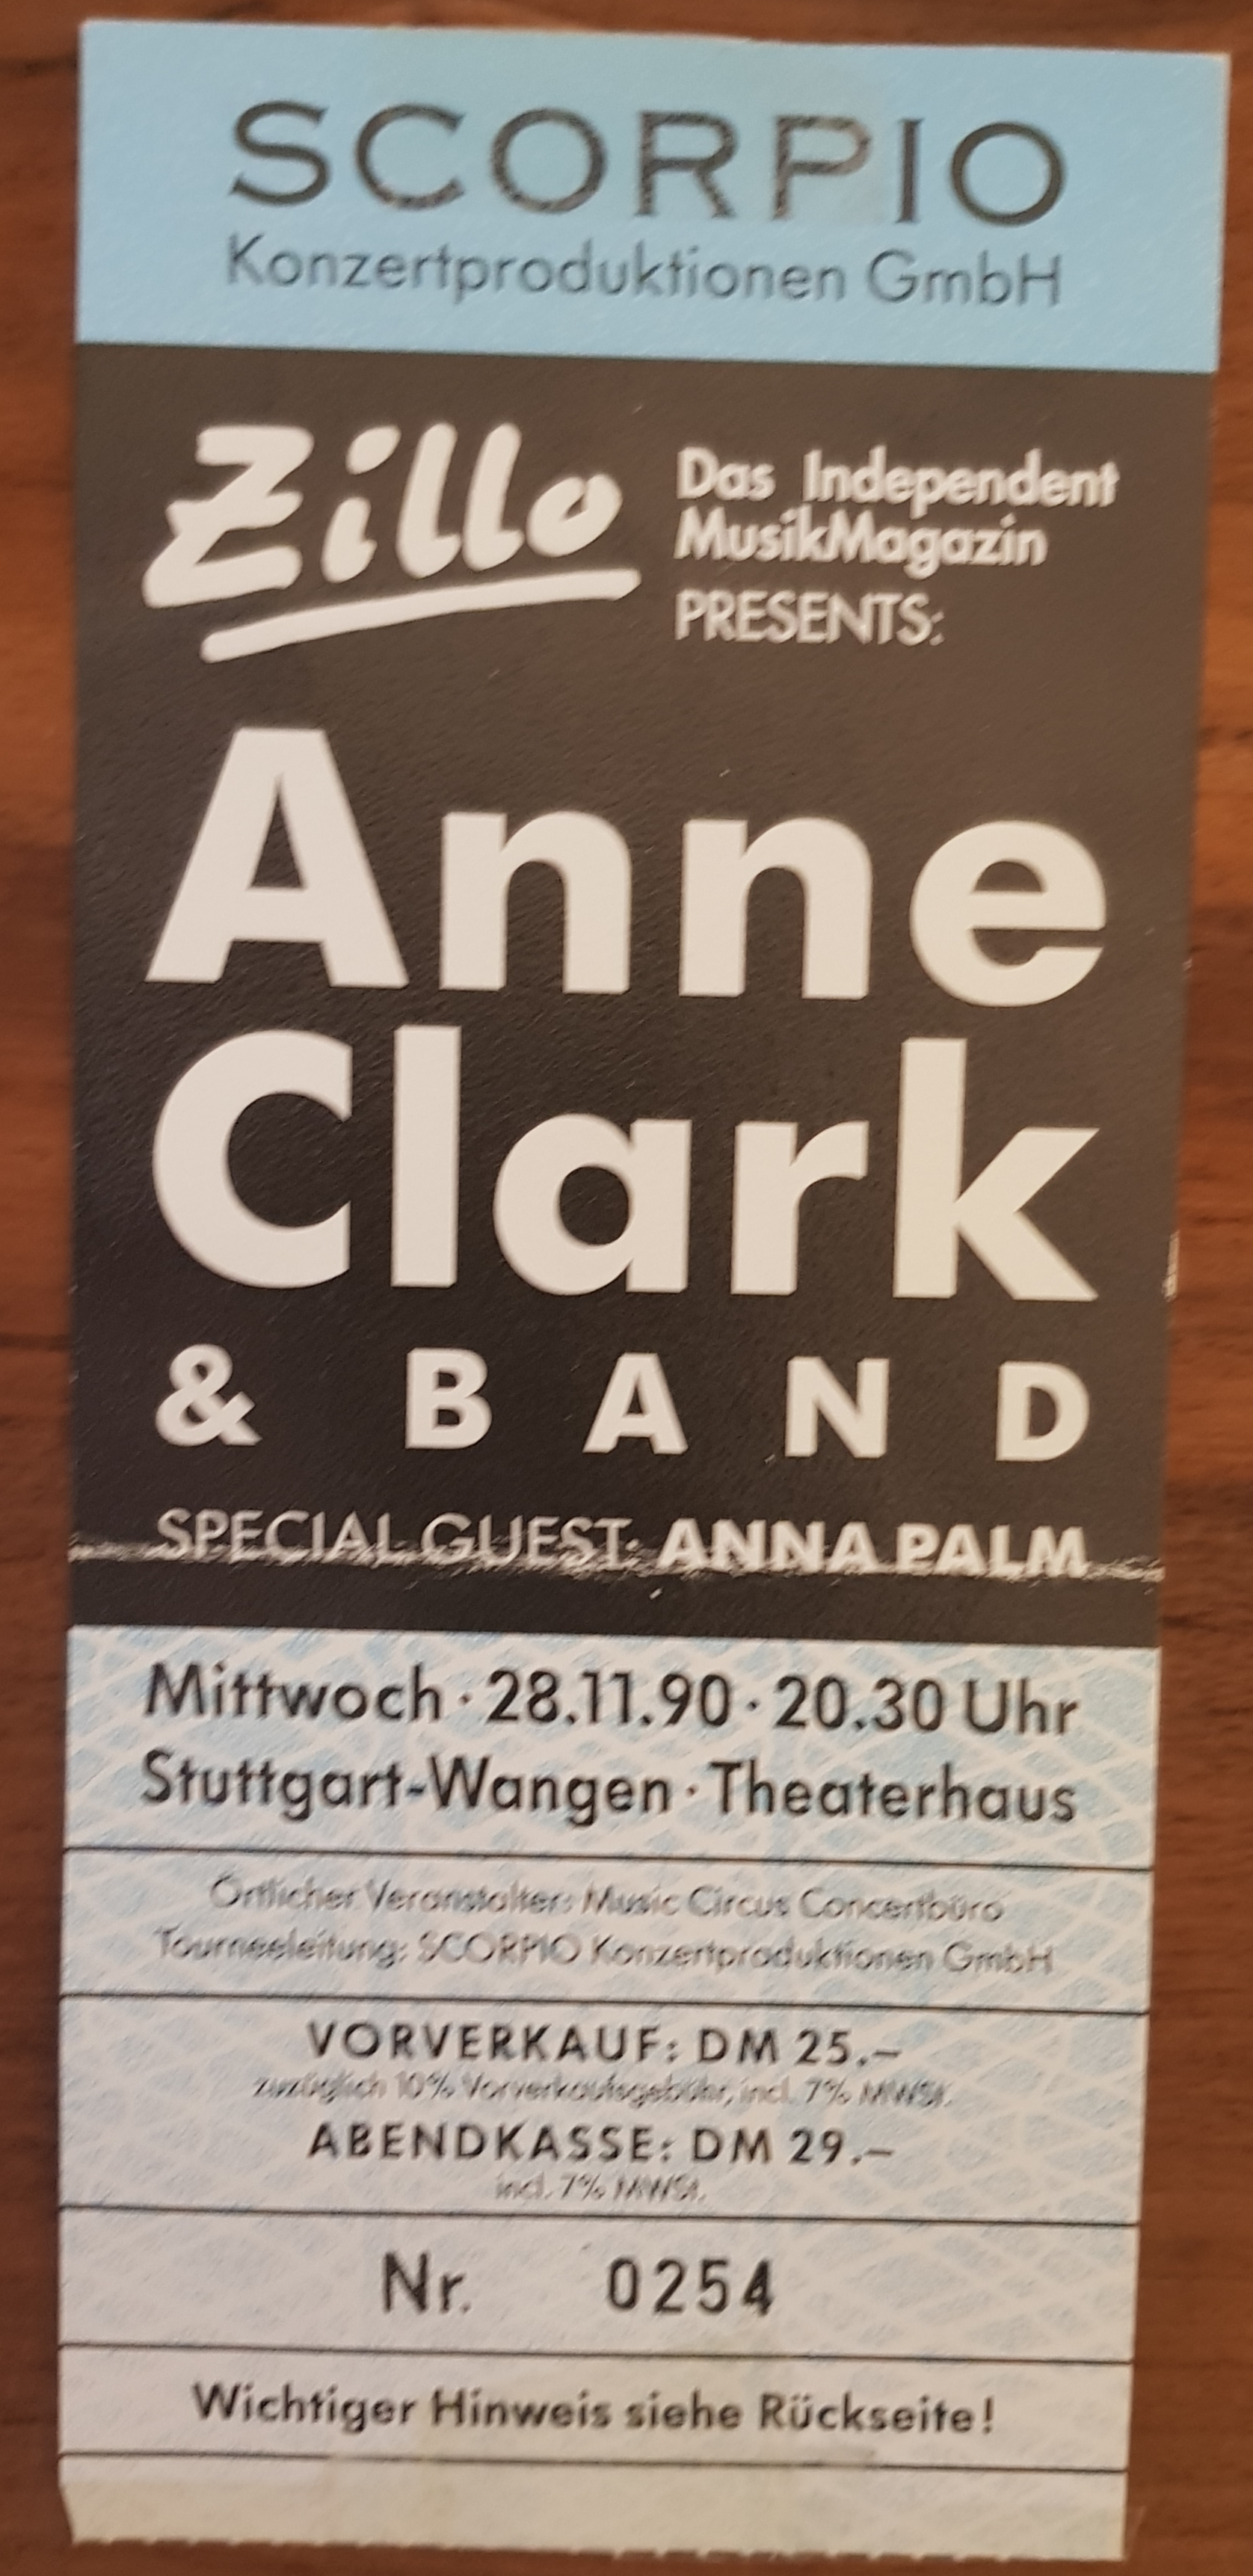 SCORPIO
Konzertproduktionen GmbH
Zillo
Das Independent
MusikMagazin
PRESENTS:
Anne
Clark
& BAND
SPECIAL GUEST: ANNA PALM
Mittwoch · 28.11.90 · 20.30 Uhr
Stuttgart-Wangen · Theaterhaus
Örtlicher Veranstalter: Music Circus Concertbüro
Tourneeleitung: SCORPIO Konzertproduktionen GmbH
VORVERKAUF: DM 25.–
zuzüglich 10% Vorverkaufsgebühr, incl. 7% MWSt.
ABENDKASSE: DM 29.–
incl. 7% MWSt.
Nr. 0254
Wichtiger Hinweis siehe Rückseite!